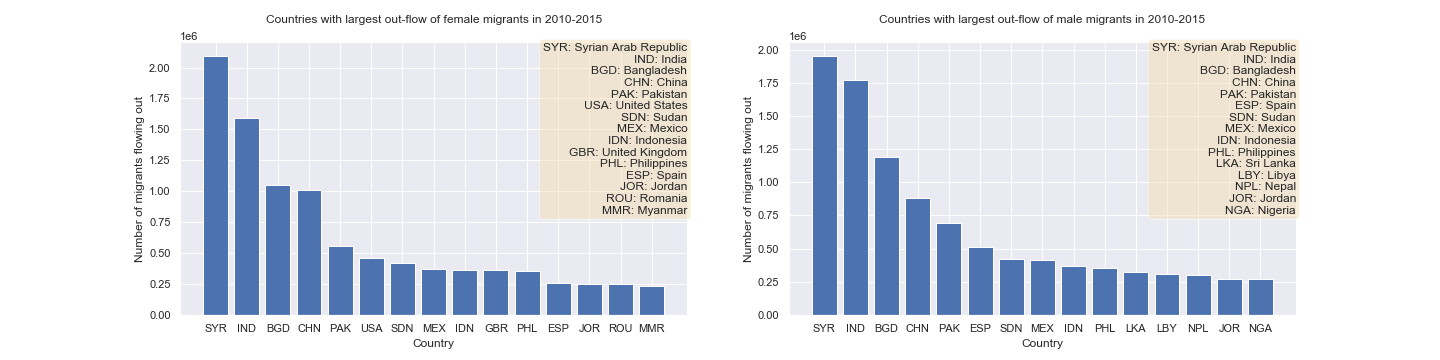 Countries with largest out-flow of female migrants in 2010-2015
1e6
2.00
1.75
1.50
1.25
1.00
0.75
0.50
0.25
0.00
Number of migrants flowing out
SYR: Syrian Arab Republic
IND: India
BGD: Bangladesh
CHN: China
PAK: Pakistan
USA: United States
SDN: Sudan
MEX: Mexico
IDN: Indonesia
GBR: United Kingdom
PHL: Philippines
ESP: Spain
JOR: Jordan
ROU: Romania
MMR: Myanmar
SYR IND BGD CHN PAK USA SDN MEX IDN GBR PHL ESP JOR ROU MMR
Country
Countries with largest out-flow of male migrants in 2010-2015
1e6
2.00
1.75
1.50
1.25
1.00
0.75
0.50
0.25
0.00
Number of migrants flowing out
SYR: Syrian Arab Republic
IND: India
BGD: Bangladesh
CHN: China
PAK: Pakistan
ESP: Spain
SDN: Sudan
MEX: Mexico
IDN: Indonesia
PHL: Philippines
LKA: Sri Lanka
LBY: Libya
NPL: Nepal
JOR: Jordan
NGA: Nigeria
SYR IND BGD CHN PAK ESP SDN MEX IDN PHL LKA LBY NPL JOR NGA
Country